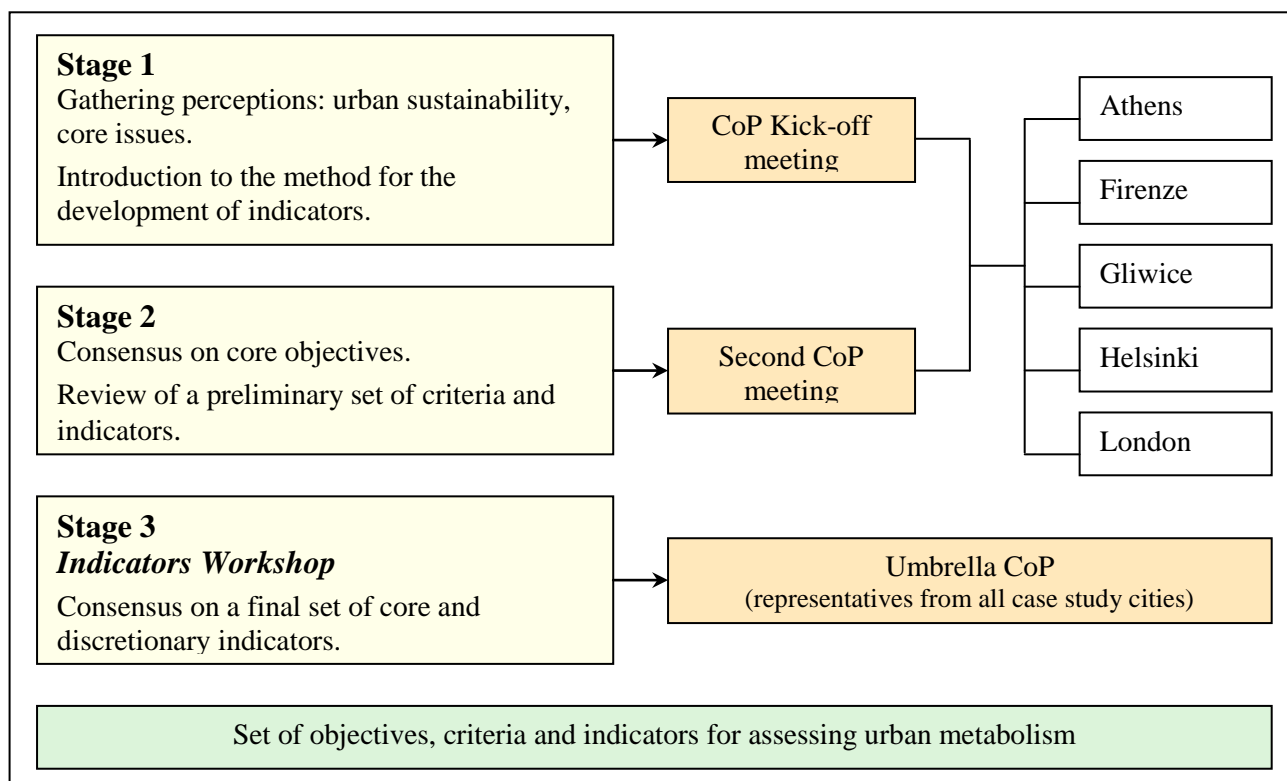 Stage 1
Gathering perceptions: urban sustainability,
core issues.
Introduction to the method for the
development of indicators.
CoP Kick-off
meeting
Athens
Firenze
Gliwice
Helsinki
London
Stage 2
Consensus on core objectives.
Review of a preliminary set of criteria and
indicators.
Second CoP
meeting
Stage 3
Indicators Workshop
Consensus on a final set of core and
discretionary indicators.
Umbrella CoP
(representatives from all case study cities)
Set of objectives, criteria and indicators for assessing urban metabolism